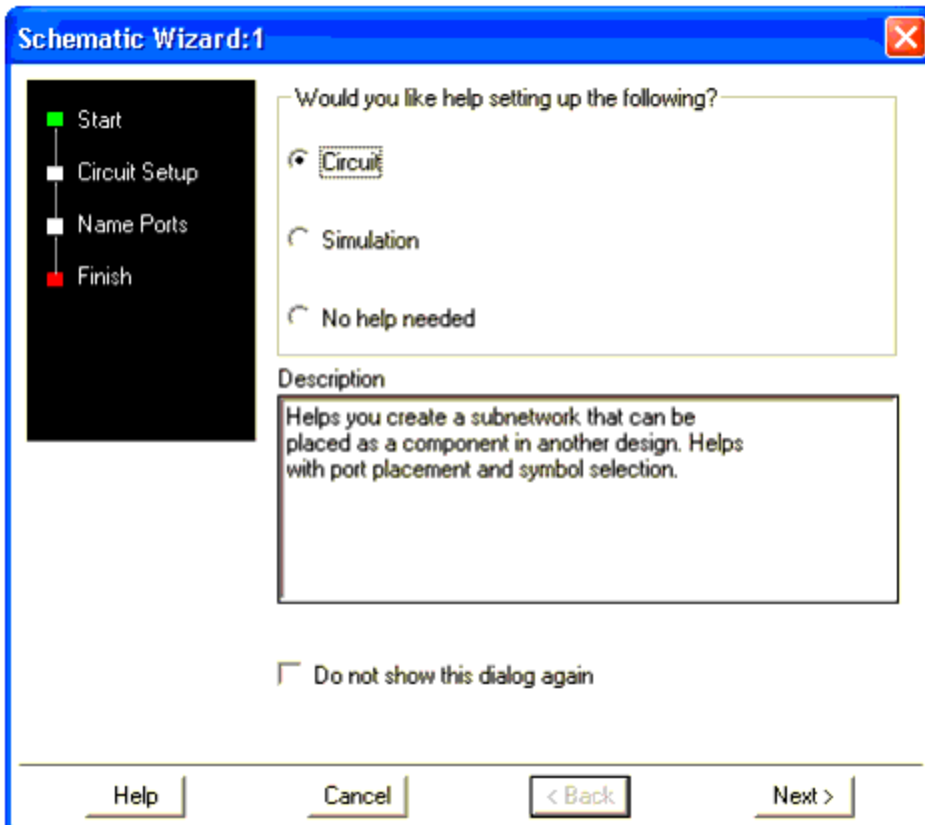 Schematic Wizard:1
Start
Circuit Setup
Name Ports
Finish
Would you like help setting up the following?
Circuit
Simulation
No help needed
Description
Helps you create a subnetwork that can be
placed as a component in another design. Helps
with port placement and symbol selection.
Do not show this dialog again
Help
Cancel
< Back
Next >